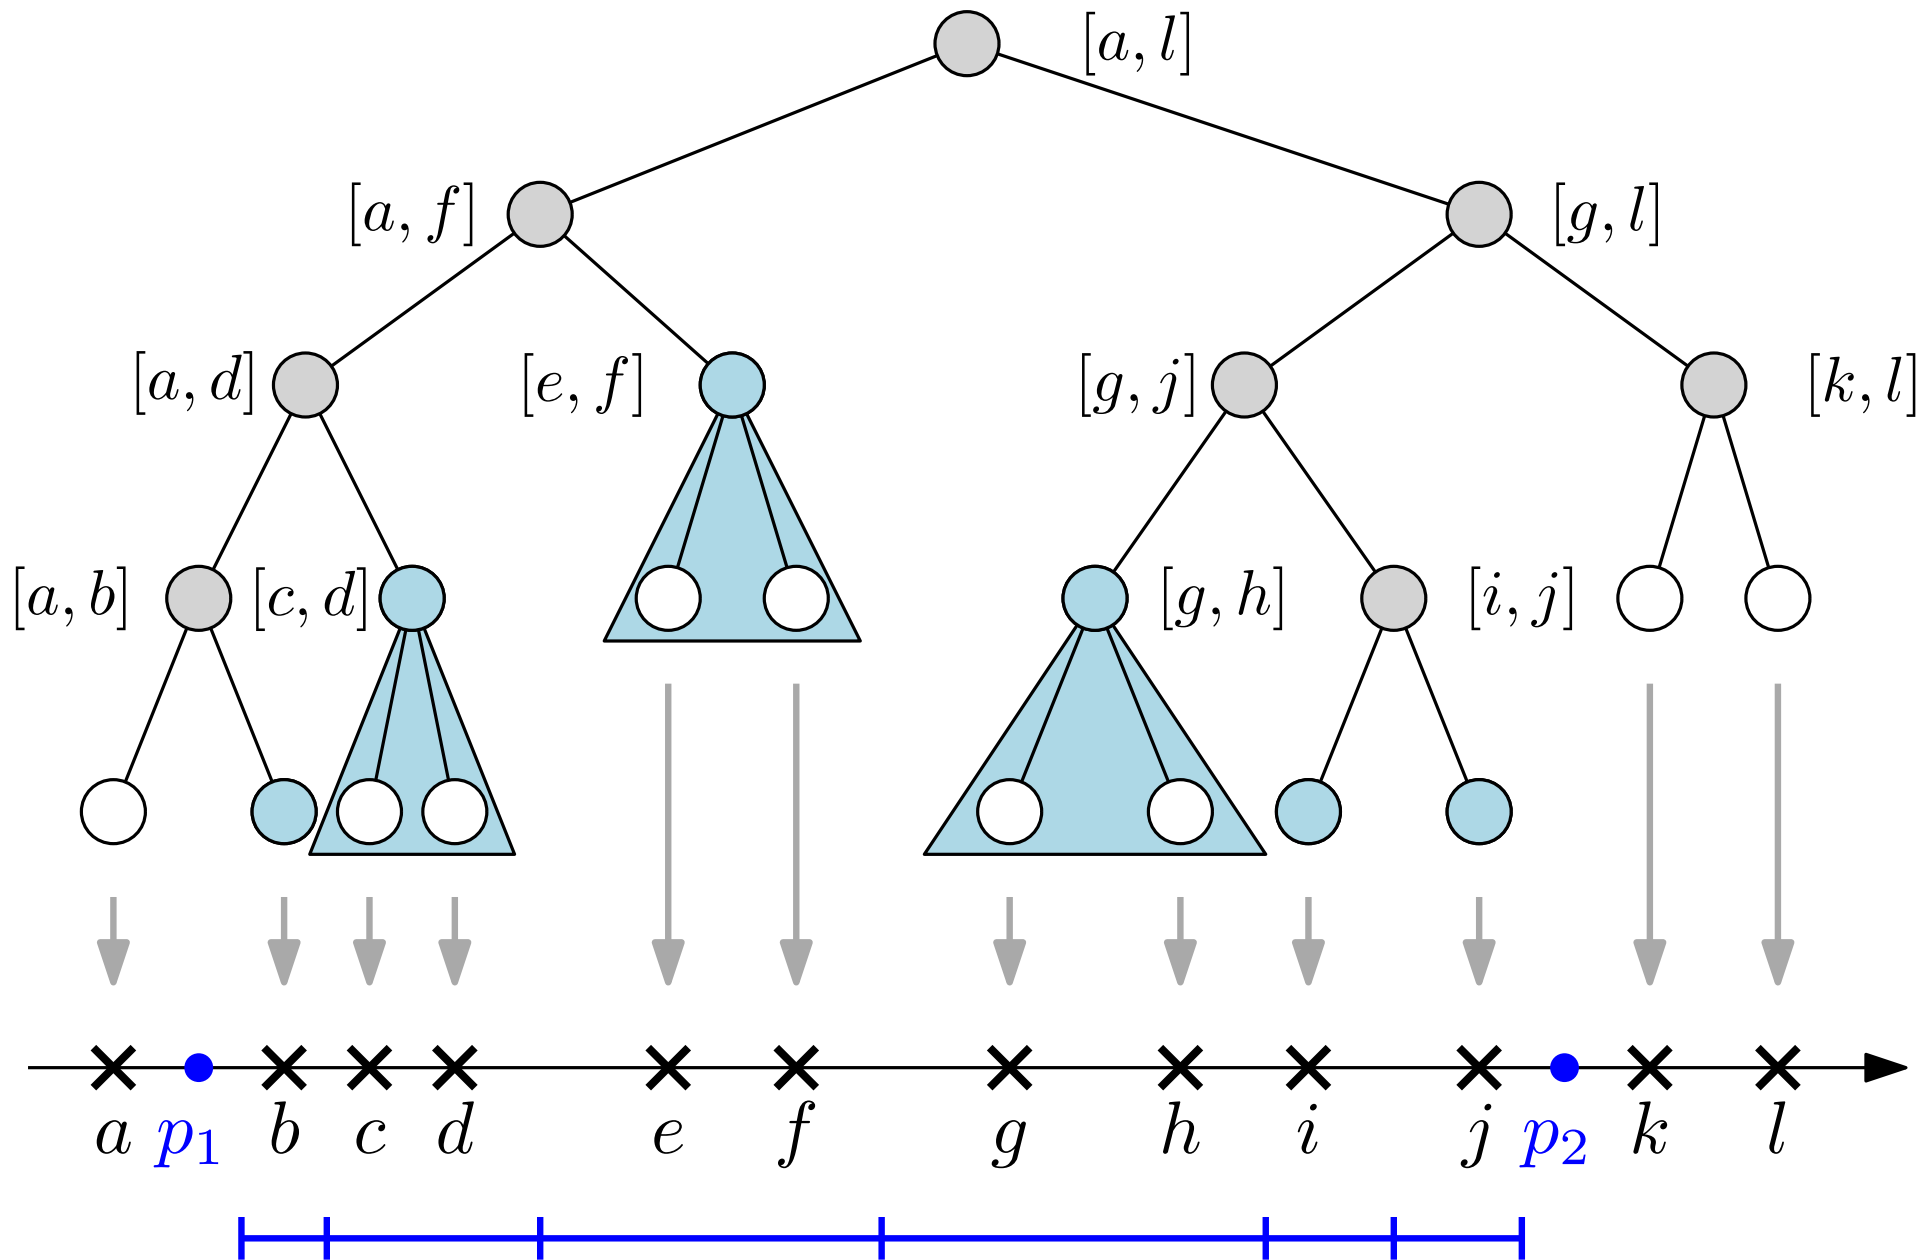 [a, l]
[a, f] [g, l]
[a, d] [e, f] [g, j] [k, l]
[a, b] [c, d] [g, h] [i, j]
a p₁ b c d e f g h i j p₂ k l